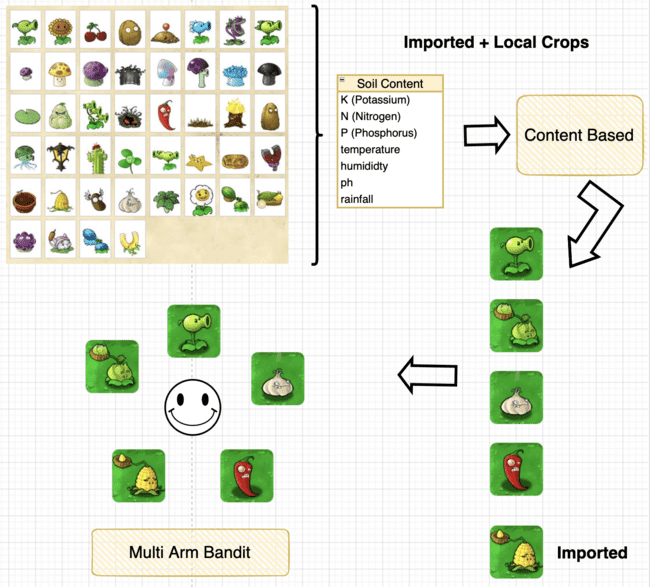 Imported + Local Crops
Soil Content
K (Potassium)
N (Nitrogen)
P (Phosphorus)
temperature
humididty
ph
rainfall
Content Based
Multi Arm Bandit
Imported